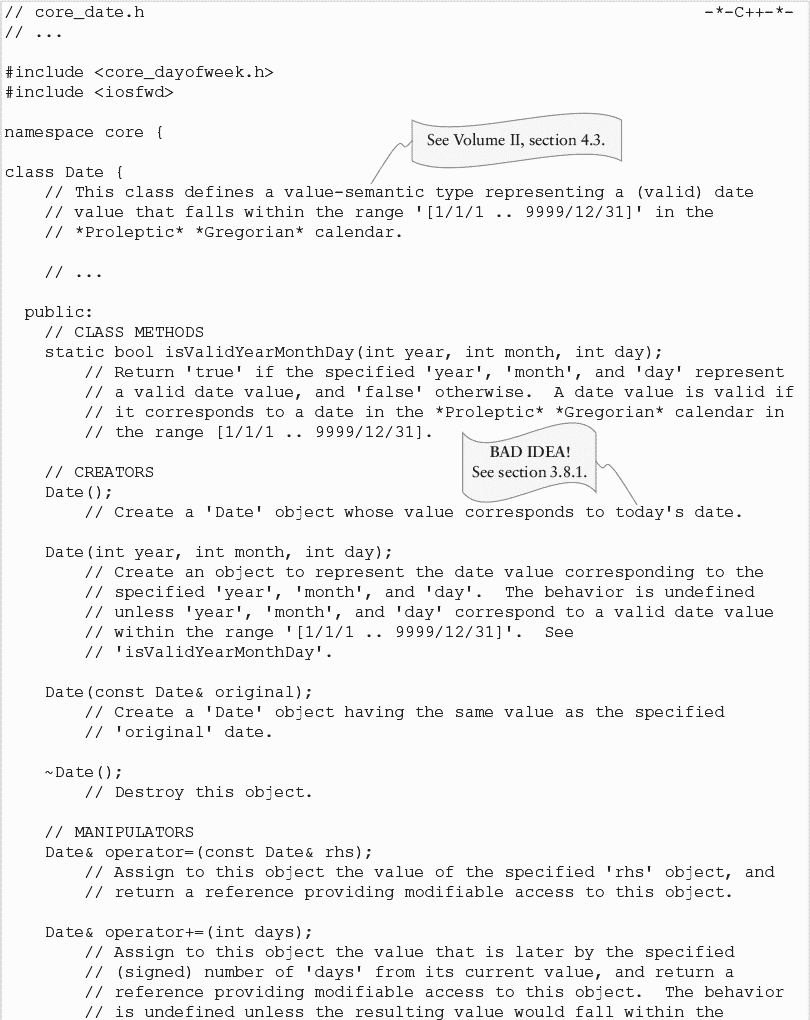 // core_date.h                                                        -*-C++-*-
// ...

#include <core_dayofweek.h>
#include <iosfwd>

namespace core {

See Volume II, section 4.3.

class Date {
    // This class defines a value-semantic type representing a (valid) date
    // value that falls within the range '[1/1/1 .. 9999/12/31]' in the
    // *Proleptic* *Gregorian* calendar.

    // ...

  public:
    // CLASS METHODS
    static bool isValidYearMonthDay(int year, int month, int day);
        // Return 'true' if the specified 'year', 'month', and 'day' represent
        // a valid date value, and 'false' otherwise.  A date value is valid if
        // it corresponds to a date in the *Proleptic* *Gregorian* calendar in
        // the range [1/1/1 .. 9999/12/31].

BAD IDEA!
See section 3.8.1.

    // CREATORS
    Date();
        // Create a 'Date' object whose value corresponds to today's date.

    Date(int year, int month, int day);
        // Create an object to represent the date value corresponding to the
        // specified 'year', 'month', and 'day'.  The behavior is undefined
        // unless 'year', 'month', and 'day' correspond to a valid date value
        // within the range '[1/1/1 .. 9999/12/31]'.  See
        // 'isValidYearMonthDay'.

    Date(const Date& original);
        // Create a 'Date' object having the same value as the specified
        // 'original' date.

    ~Date();
        // Destroy this object.

    // MANIPULATORS
    Date& operator=(const Date& rhs);
        // Assign to this object the value of the specified 'rhs' object, and
        // return a reference providing modifiable access to this object.

    Date& operator+=(int days);
        // Assign to this object the value that is later by the specified
        // (signed) number of 'days' from its current value, and return a
        // reference providing modifiable access to this object.  The behavior
        // is undefined unless the resulting value would fall within the